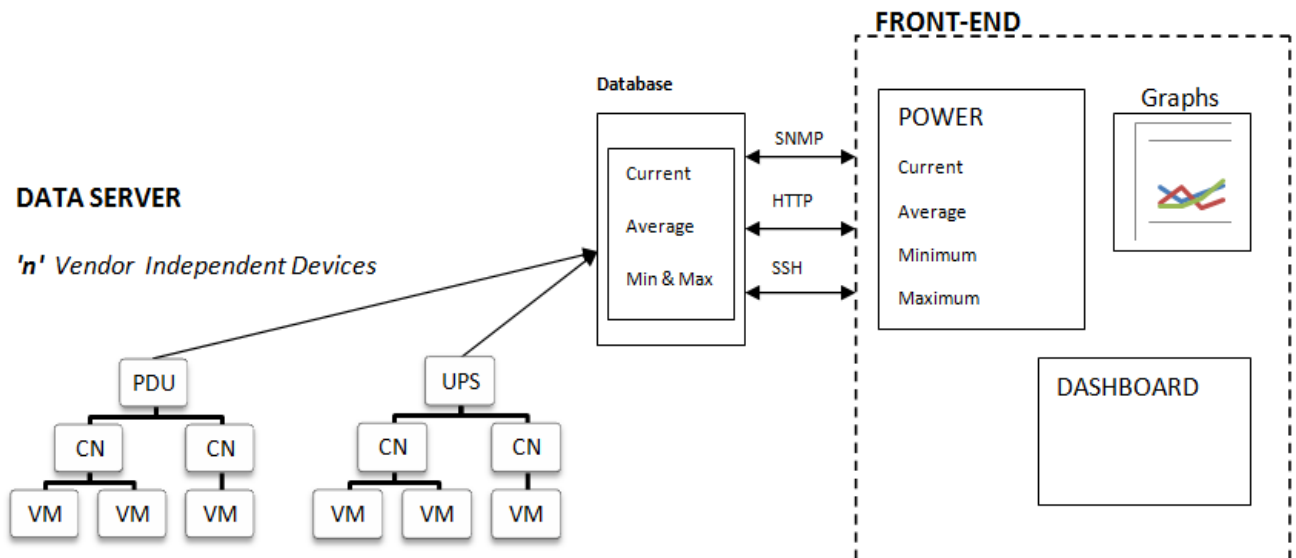 FRONT-END
Database
Graphs
POWER
SNMP
Current
Current
DATA SERVER
HTTP
Average
Average
'n' Vendor Independent Devices
Minimum
SSH
Min & Max
Maximum
PDU
UPS
DASHBOARD
CN
CN
CN
CN
VM
VM
VM
VM
VM
VM